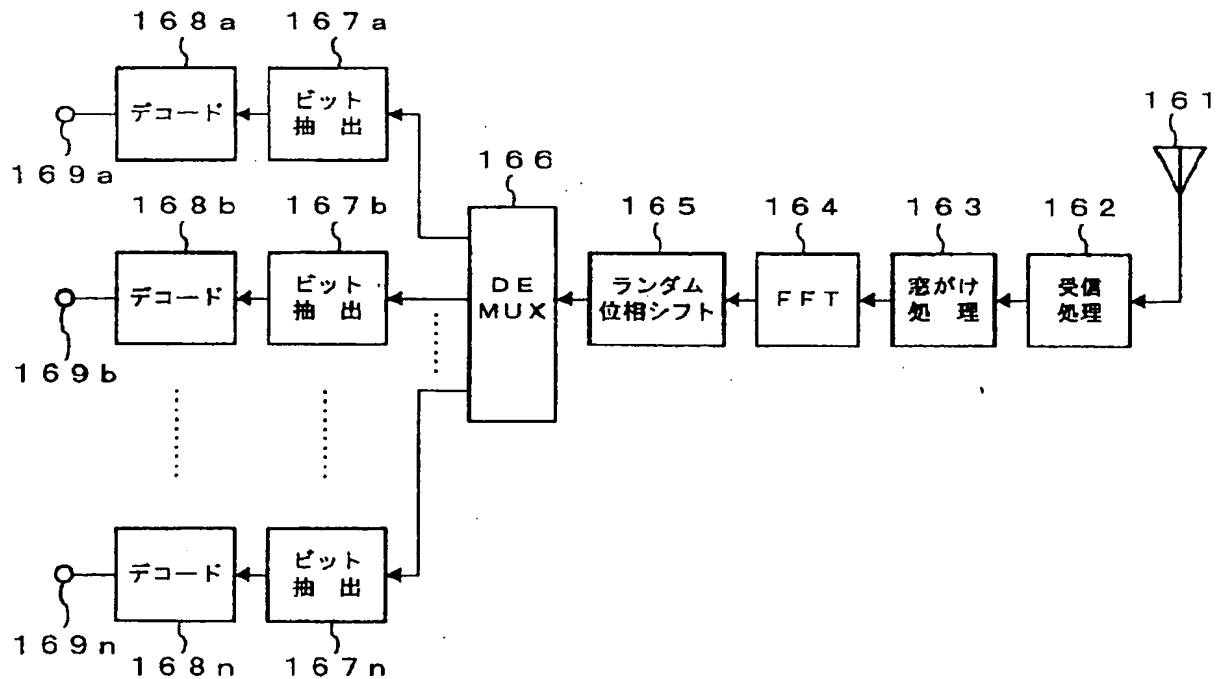 １６８a １６７a
デコード
ビット
抽　出
１６９a
１６１
１６６
１６８b １６７b
１６５ １６４ １６３ １６２
デコード
ビット
抽　出
DE
MUX
ランダム
位相シフト
FFT
窓がけ
処　理
受信
処理
１６９b
デコード
ビット
抽　出
１６９n
１６８n １６７n